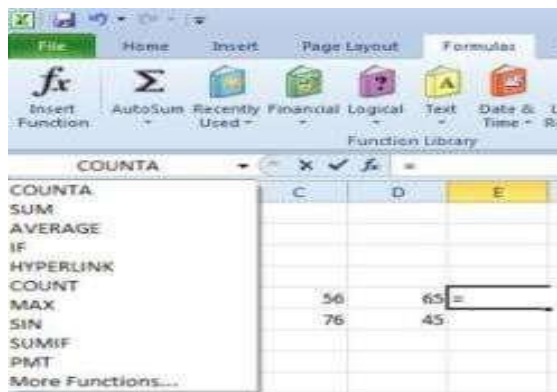 File Home Insert Page Layout Formulas
fx Insert Function Σ AutoSum Recently Used Financial Logical Text Date & Time
Function Library
COUNTA fx =
C D E
COUNTA
SUM
AVERAGE
IF
HYPERLINK
COUNT
MAX 56 65 =
SIN 76 45
SUMIF
PMT
More Functions...